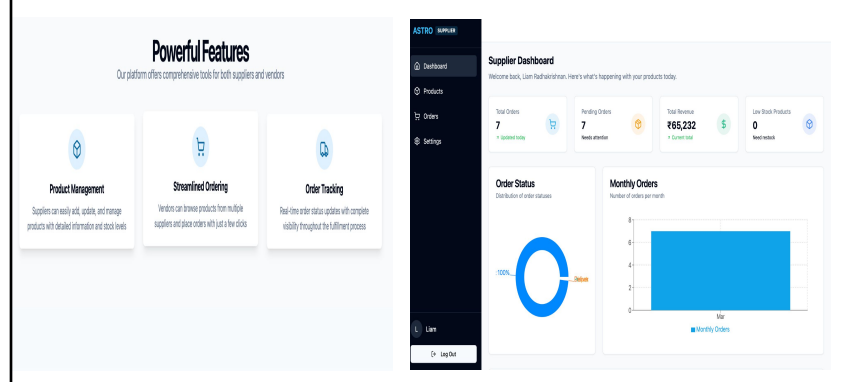 Powerful Features
Our platform offers comprehensive tools for both suppliers and vendors
Product Management
Suppliers can easily add, update, and manage
products with detailed information and stock levels
Streamlined Ordering
Vendors can browse products from multiple
suppliers and place orders with just a few clicks
Order Tracking
Real-time order status updates with complete
visibility throughout the fulfillment process
ASTRO SUPPLIER
Dashboard
Products
Orders
Settings
L Liam
Log Out
Supplier Dashboard
Welcome back, Liam Radhakrishnan. Here's what's happening with your products today.
Total Orders
7
Updated today
Pending Orders
7
Needs attention
Total Revenue
₹65,232
Current total
Low Stock Products
0
Need restock
Order Status
Distribution of order statuses
100%
Monthly Orders
Number of orders per month
8
6
4
2
0
Mar
Monthly Orders